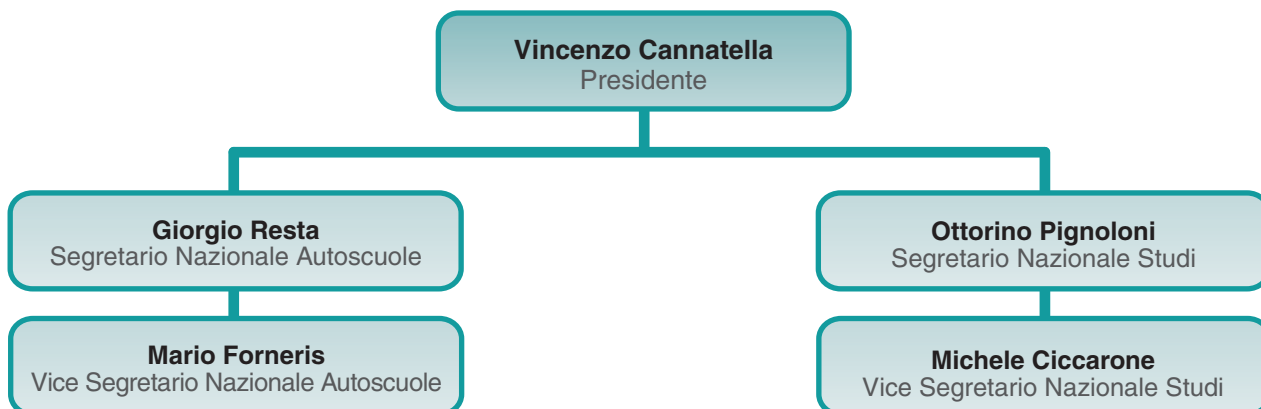 Vincenzo Cannatella
Presidente
Giorgio Resta
Segretario Nazionale Autoscuole
Ottorino Pignoloni
Segretario Nazionale Studi
Mario Forneris
Vice Segretario Nazionale Autoscuole
Michele Ciccarone
Vice Segretario Nazionale Studi